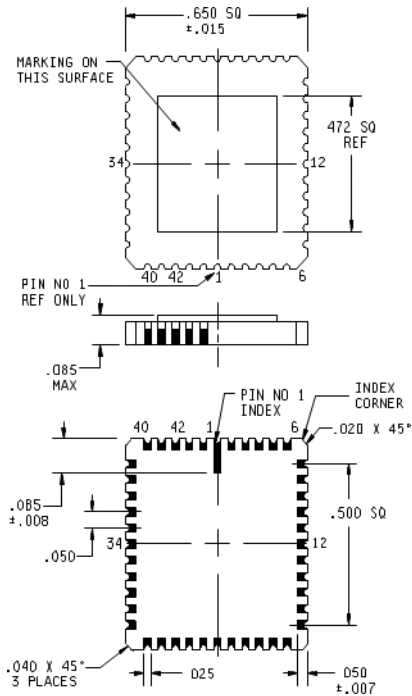 .650 SQ
±.015
MARKING ON
THIS SURFACE
472 SQ
REF
34
12
40 42 1 6
PIN NO 1
REF ONLY
.085
MAX
PIN NO 1
INDEX
INDEX
CORNER
40 42 1 6
.020 X 45°
.085
±.008
.500 SQ
.050
34
12
.040 X 45°
3 PLACES
025
050
±.007